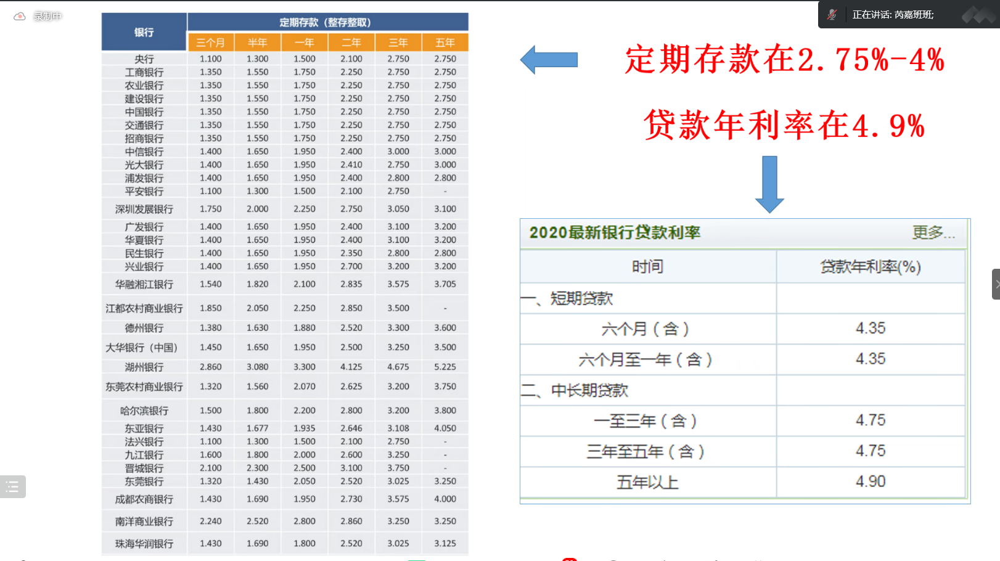 录制中
正在讲话: 芮嘉班班;
银行 定期存款（整存整取）
三个月 半年 一年 二年 三年 五年
央行 1.100 1.300 1.500 2.100 2.750 2.750
工商银行 1.350 1.550 1.750 2.250 2.750 2.750
农业银行 1.350 1.550 1.750 2.250 2.750 2.750
建设银行 1.350 1.550 1.750 2.250 2.750 2.750
中国银行 1.350 1.550 1.750 2.250 2.750 2.750
交通银行 1.350 1.550 1.750 2.250 2.750 2.750
招商银行 1.350 1.550 1.750 2.250 2.750 2.750
中信银行 1.400 1.650 1.950 2.400 3.000 3.000
光大银行 1.400 1.650 1.950 2.410 2.750 3.000
浦发银行 1.400 1.650 1.950 2.400 2.800 2.800
平安银行 1.100 1.300 1.500 2.100 2.750 -
深圳发展银行 1.750 2.000 2.250 2.750 3.050 3.100
广发银行 1.400 1.650 1.950 2.400 3.100 3.200
华夏银行 1.400 1.650 1.950 2.400 3.100 3.200
民生银行 1.400 1.650 1.950 2.350 2.800 2.800
兴业银行 1.400 1.650 1.950 2.700 3.200 3.200
华融湘江银行 1.540 1.820 2.100 2.835 3.575 3.705
江都农村商业银行 1.850 2.050 2.250 2.850 3.500 -
德州银行 1.380 1.630 1.880 2.520 3.300 3.600
大华银行（中国） 1.450 1.650 1.950 2.500 3.250 3.500
湖州银行 2.860 3.080 3.300 4.125 4.675 5.225
东莞农村商业银行 1.320 1.560 2.070 2.625 3.200 3.750
哈尔滨银行 1.500 1.800 2.200 2.800 3.200 3.800
东亚银行 1.430 1.677 1.935 2.646 3.108 4.050
法兴银行 1.100 1.300 1.500 2.100 2.750 -
九江银行 1.600 1.800 2.000 2.600 3.250 -
晋城银行 2.100 2.300 2.500 3.100 3.750 -
东莞银行 1.320 1.430 2.050 2.520 3.025 3.250
成都农商银行 1.430 1.690 1.950 2.730 3.575 4.000
南洋商业银行 2.240 2.520 2.800 2.860 3.250 3.250
珠海华润银行 1.430 1.690 1.800 2.520 3.025 3.125
定期存款在2.75%-4%
贷款年利率在4.9%
2020最新银行贷款利率 更多...
时间 贷款年利率(%)
一、短期贷款
六个月（含） 4.35
六个月至一年（含） 4.35
二、中长期贷款
一至三年（含） 4.75
三年至五年（含） 4.75
五年以上 4.90